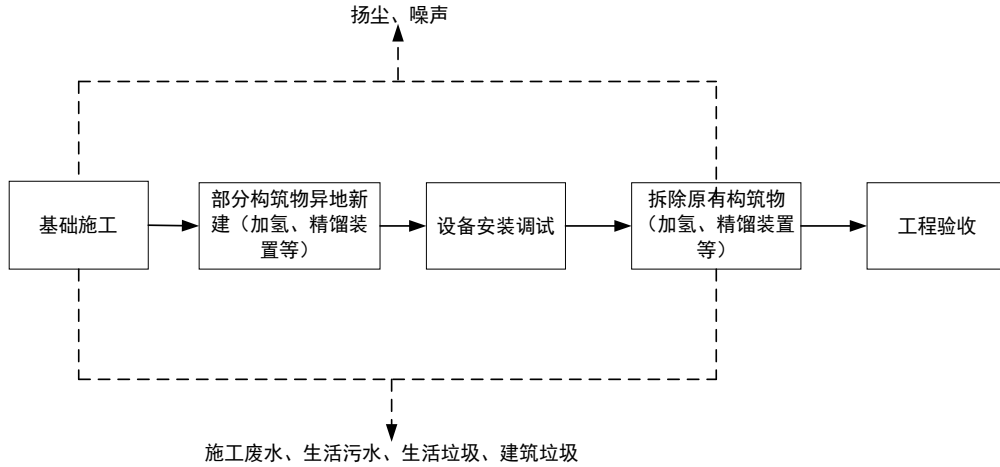 扬尘、噪声
基础施工
部分构筑物异地新
建（加氢、精馏装
置等）
设备安装调试
拆除原有构筑物
（加氢、精馏装置
等）
工程验收
施工废水、生活污水、生活垃圾、建筑垃圾